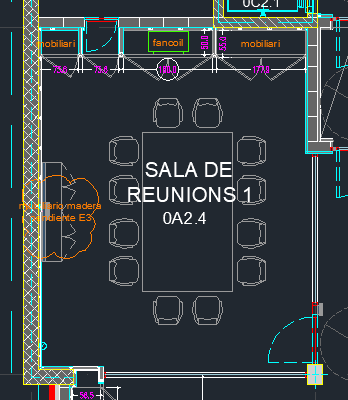 0C2.1
mobiliari
fancoil
mobiliari
SALA DE
REUNIONS 1
0A2.4
mobiliario madera
pendiente E3